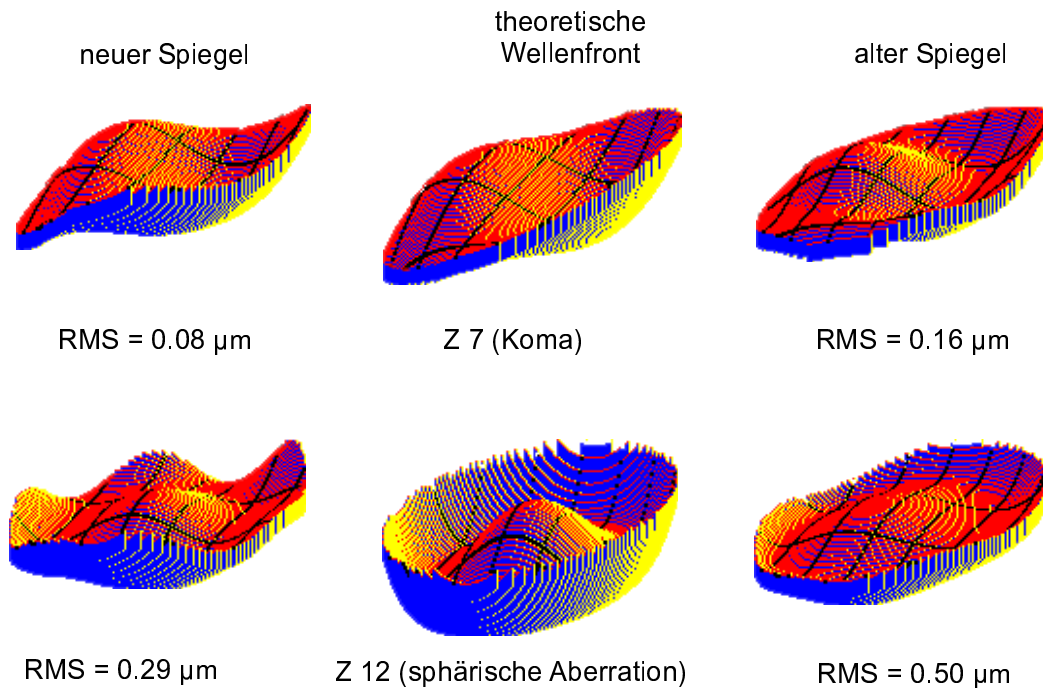 neuer Spiegel
theoretische
Wellenfront
alter Spiegel
RMS = 0.08 µm
Z 7 (Koma)
RMS = 0.16 µm
RMS = 0.29 µm
Z 12 (sphärische Aberration)
RMS = 0.50 µm